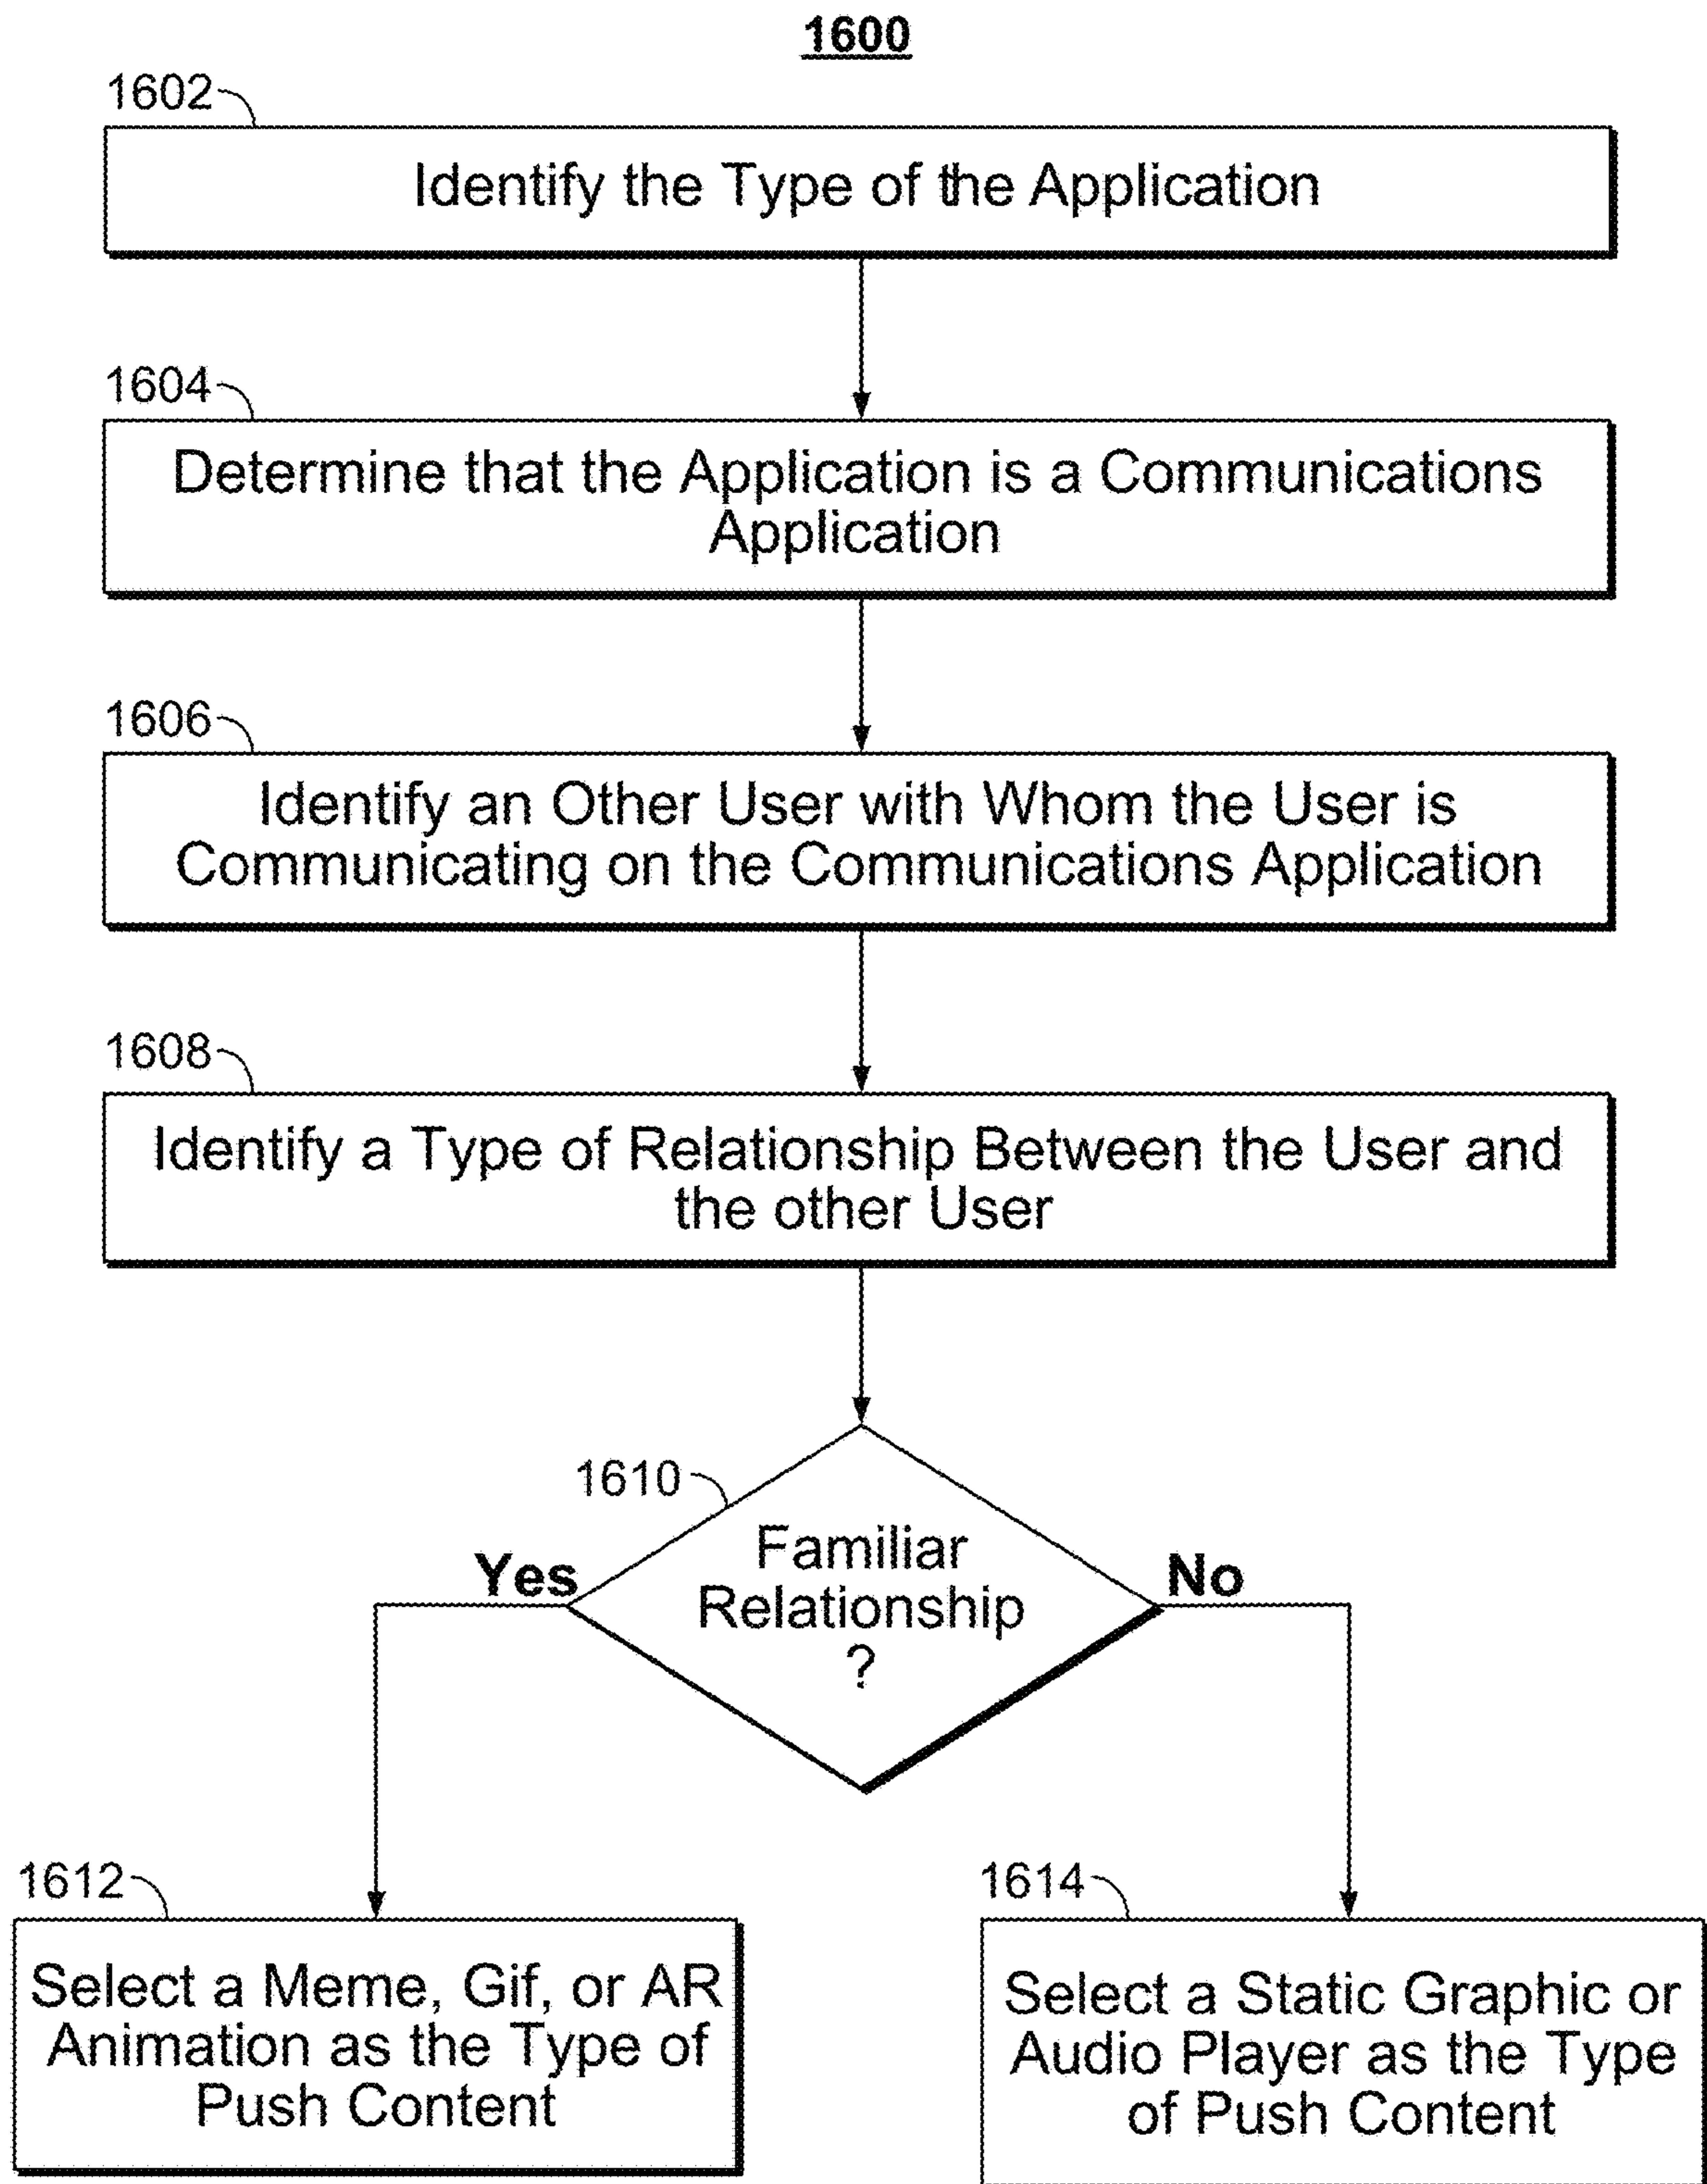 1600
1602
Identify the Type of the Application
1604
Determine that the Application is a Communications
Application
1606
Identify an Other User with Whom the User is
Communicating on the Communications Application
1608
Identify a Type of Relationship Between the User and
the other User
1610
Familiar
Relationship
?
Yes
No
1612
Select a Meme, Gif, or AR
Animation as the Type of
Push Content
1614
Select a Static Graphic or
Audio Player as the Type
of Push Content